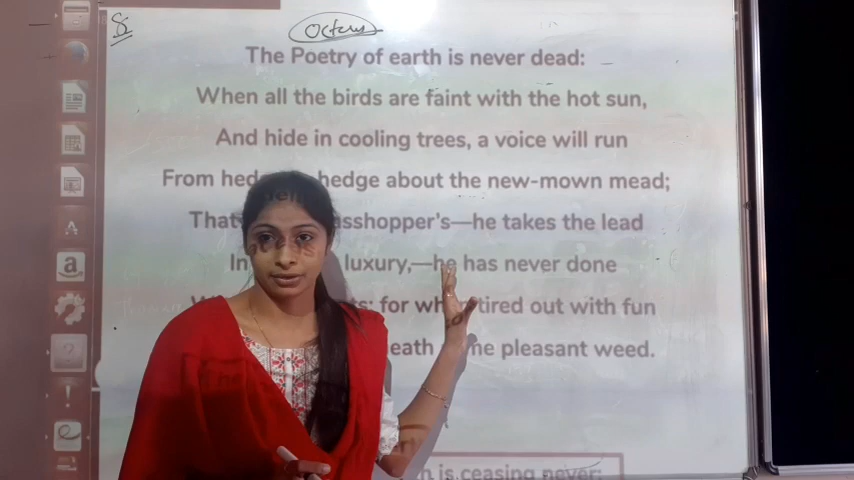 8
Octave
The Poetry of earth is never dead:
When all the birds are faint with the hot sun,
And hide in cooling trees, a voice will run
From hed hedge about the new-mown mead;
That asshopper's—he takes the lead
In luxury,—he has never done
W ts: for wh tired out with fun
eath he pleasant weed.
n is ceasing never: